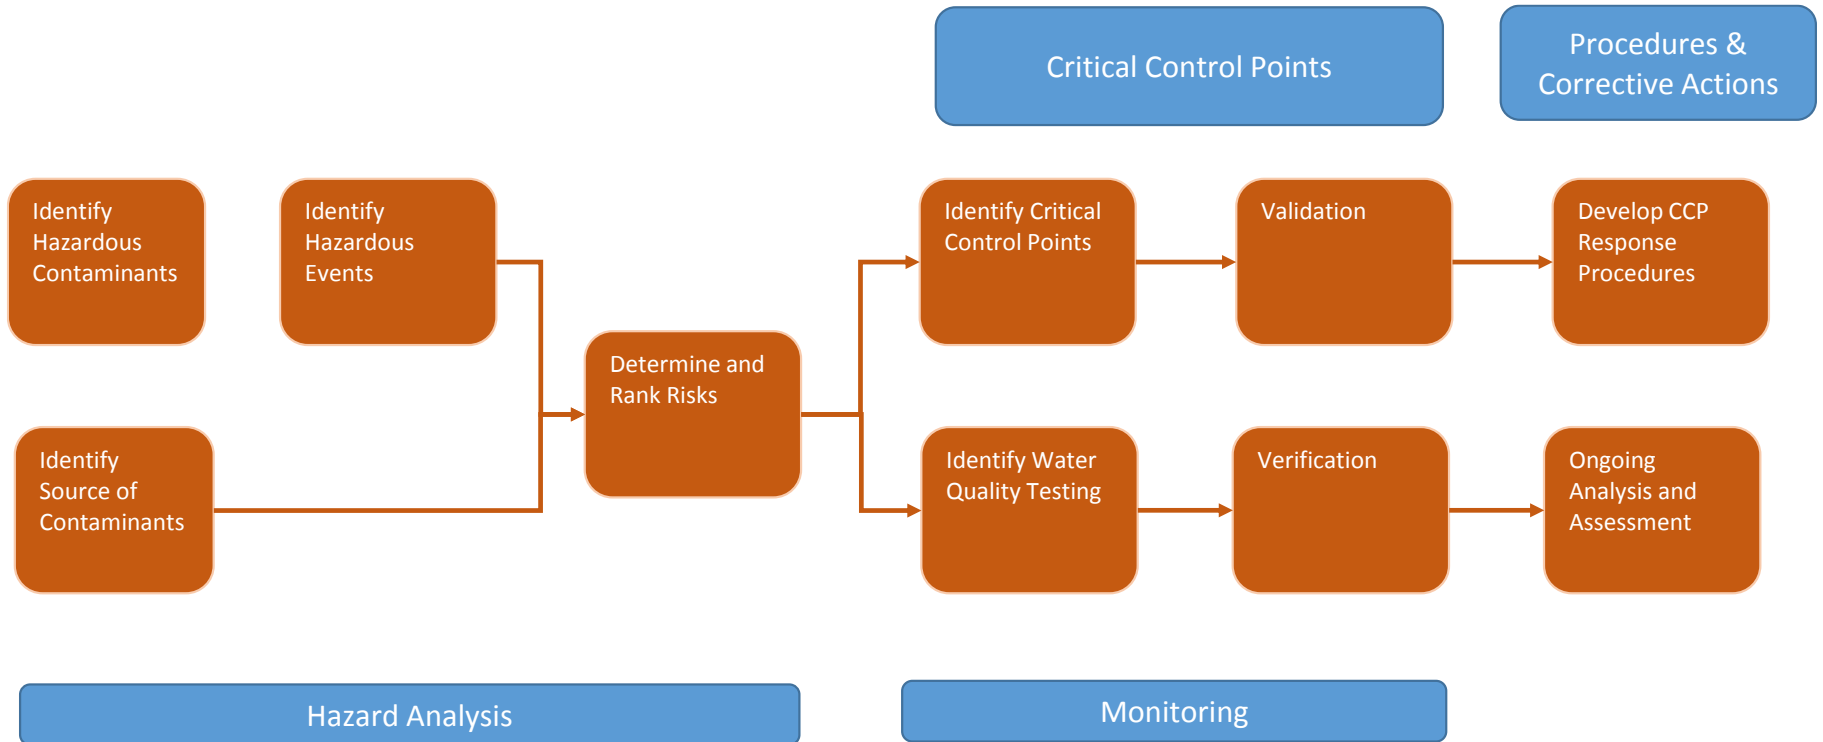 Critical Control Points
Procedures &
Corrective Actions
Identify
Hazardous
Contaminants
Identify
Hazardous
Events
Identify Critical
Control Points
Validation
Develop CCP
Response
Procedures
Determine and
Rank Risks
Identify
Source of
Contaminants
Identify Water
Quality Testing
Verification
Ongoing
Analysis and
Assessment
Hazard Analysis
Monitoring